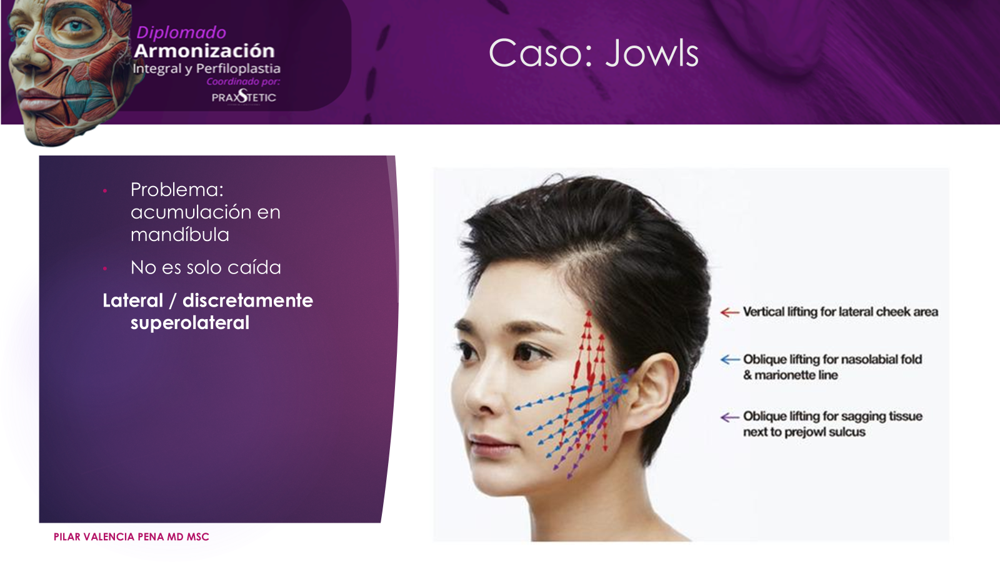 Diplomado
Armonización
Integral y Perfiloplastia
Coordinado por:
PRAXSTETIC
Caso: Jowls
• Problema:
acumulación en
mandíbula
• No es solo caída
Lateral / discretamente
superolateral
Vertical lifting for lateral cheek area
Oblique lifting for nasolabial fold
& marionette line
Oblique lifting for sagging tissue
next to prejowl sulcus
PILAR VALENCIA PENA MD MSC